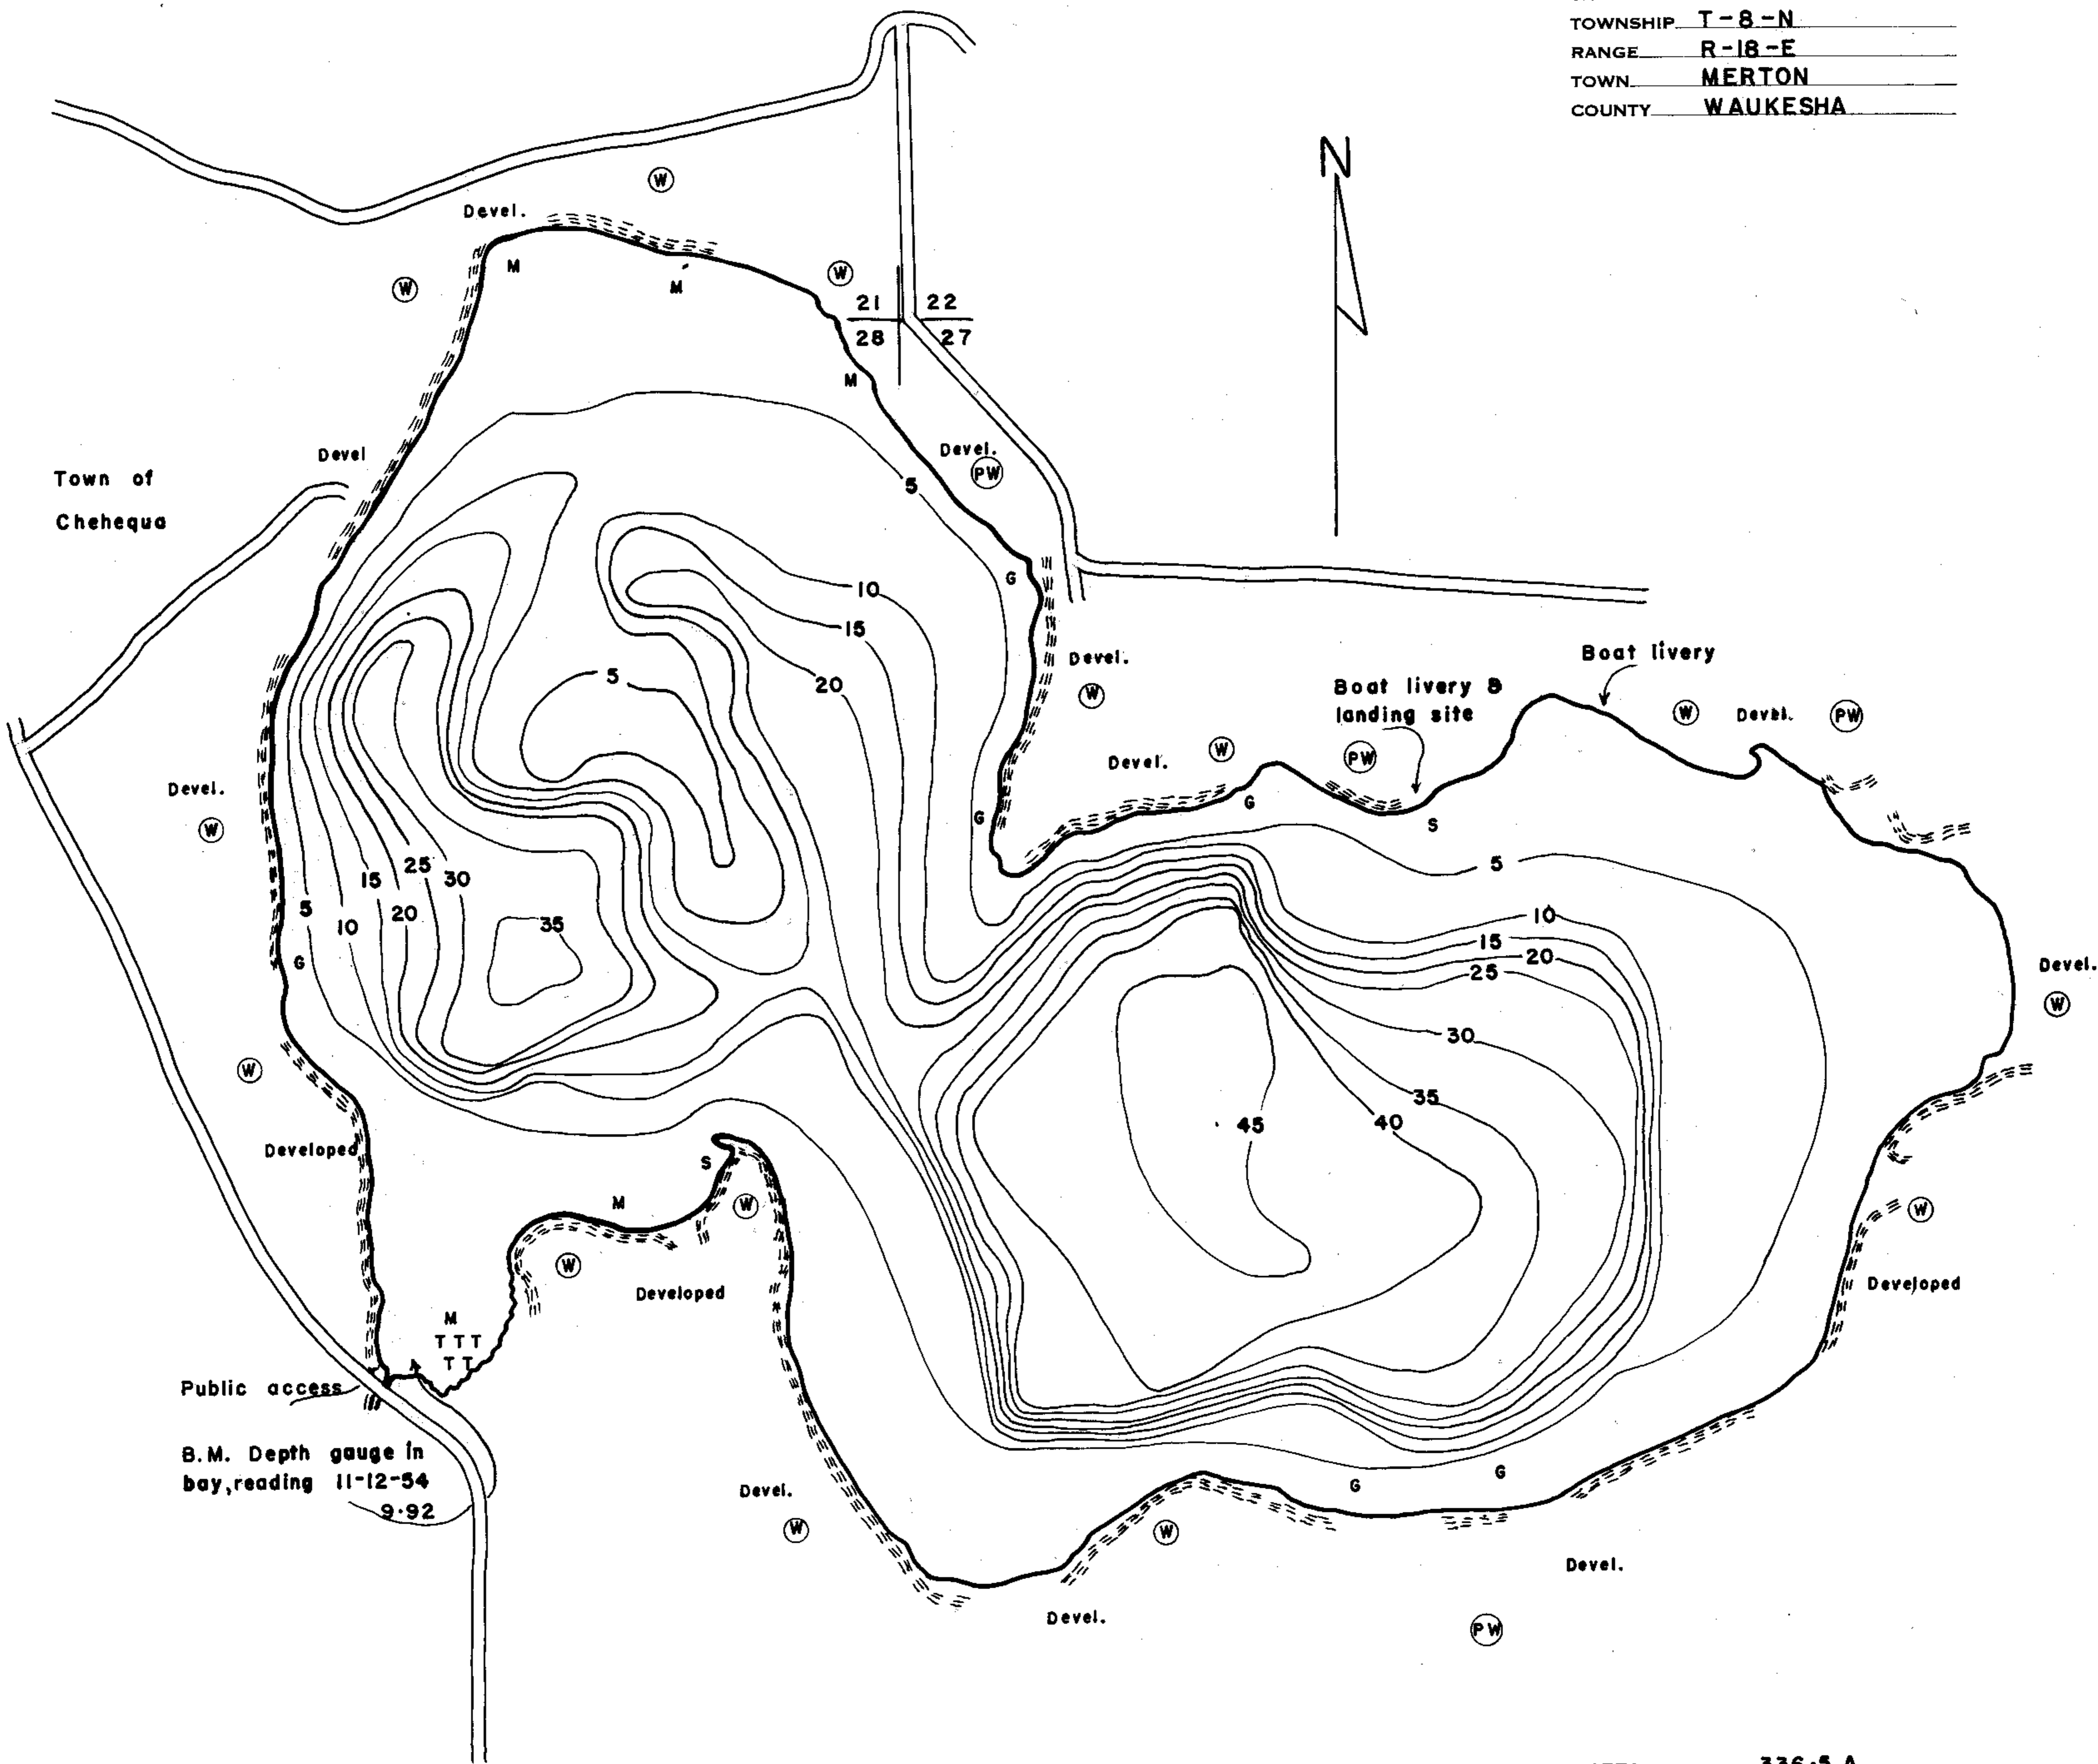 TOWNSHIP T-8-N
RANGE R-18-E
TOWN MERTON
COUNTY WAUKESHA
N
W
Devel.
M
M
W
W
21 22
28 27
M
Devel.
PW
Devel
Town of
Chehequa
5
G
10
15
5
20
Devel.
W
Boat livery
Boat livery &
landing site
W
Devel.
PW
W
PW
Devel.
G
S
G
Devel.
W
5
25
15
30
5
20
10
35
G
10
15
20
25
Devel.
W
30
35
40
45
W
Developed
S
M
W
W
Developed
W
Developed
M
T T T
T T
Public access
B.M. Depth gauge in
bay, reading 11-12-54
9.92
Devel.
W
G
G
W
Devel.
Devel.
PW
336.5 A